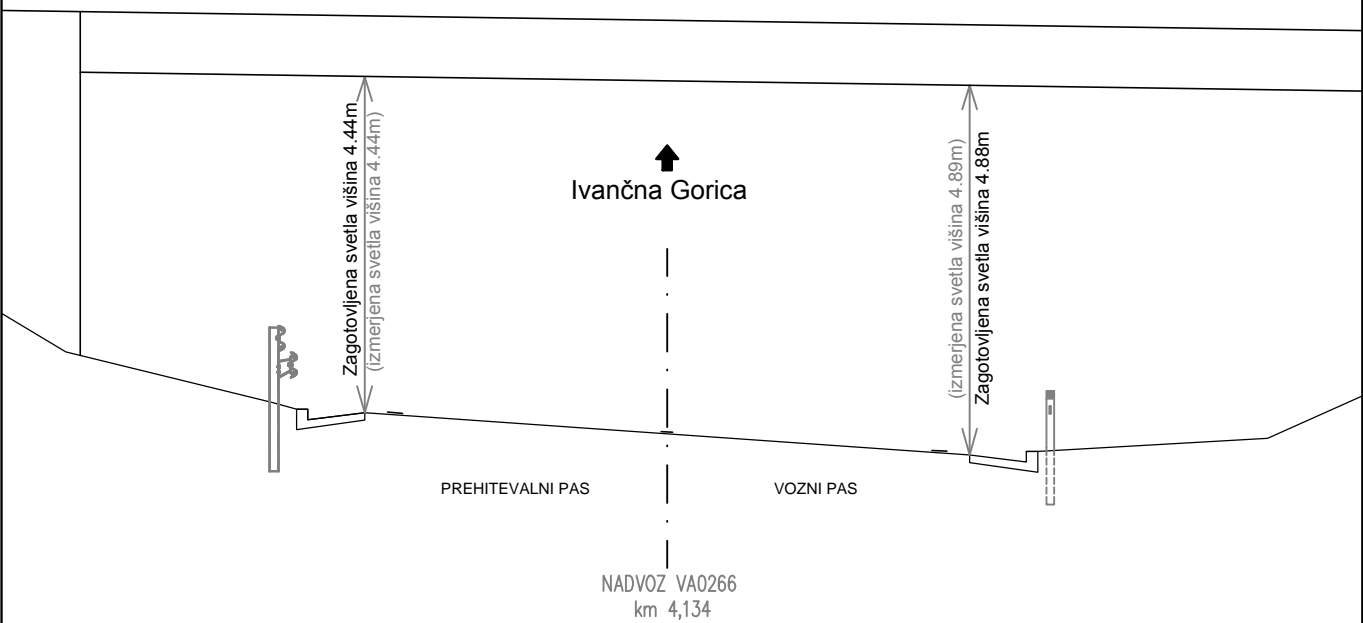 Zagotovljena svetla višina 4.44m
(izmerjena svetla višina 4.44m)
Ivančna Gorica
(izmerjena svetla višina 4.89m)
Zagotovljena svetla višina 4.88m
PREHITEVALNI PAS
VOZNI PAS
NADVOZ VA0266
km 4,134